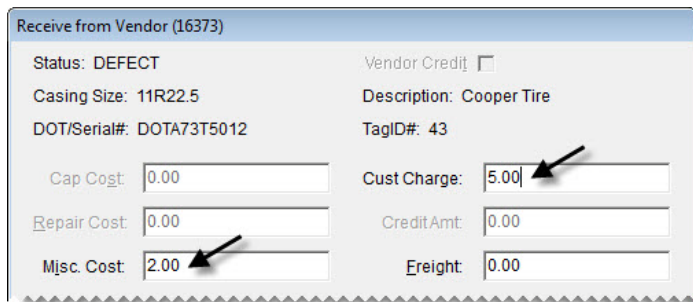 Receive from Vendor (16373)
Status: DEFECT Vendor Credit
Casing Size: 11R22.5 Description: Cooper Tire
DOT/Serial#: DOTA73T5012 TagID#: 43
Cap Cost: 0.00 Cust Charge: 5.00
Repair Cost: 0.00 Credit Amt: 0.00
Misc. Cost: 2.00 Freight: 0.00